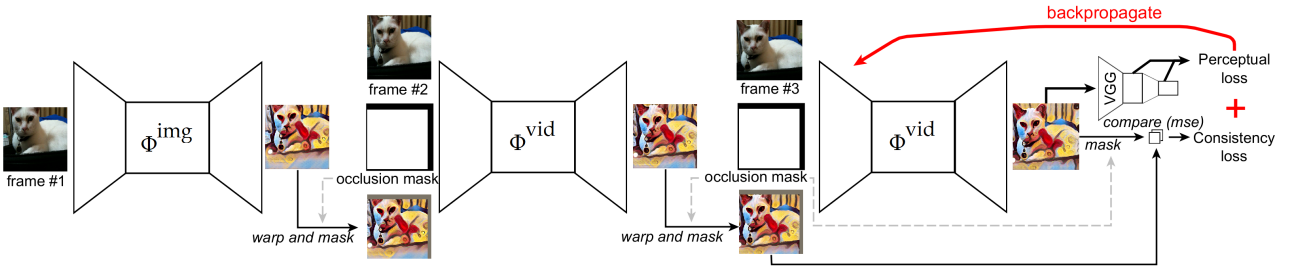 backpropagate
frame #1
Φimg
frame #2
occlusion mask
warp and mask
Φvid
frame #3
occlusion mask
warp and mask
Φvid
VGG
Perceptual
loss
+
compare (mse)
mask
Consistency
loss